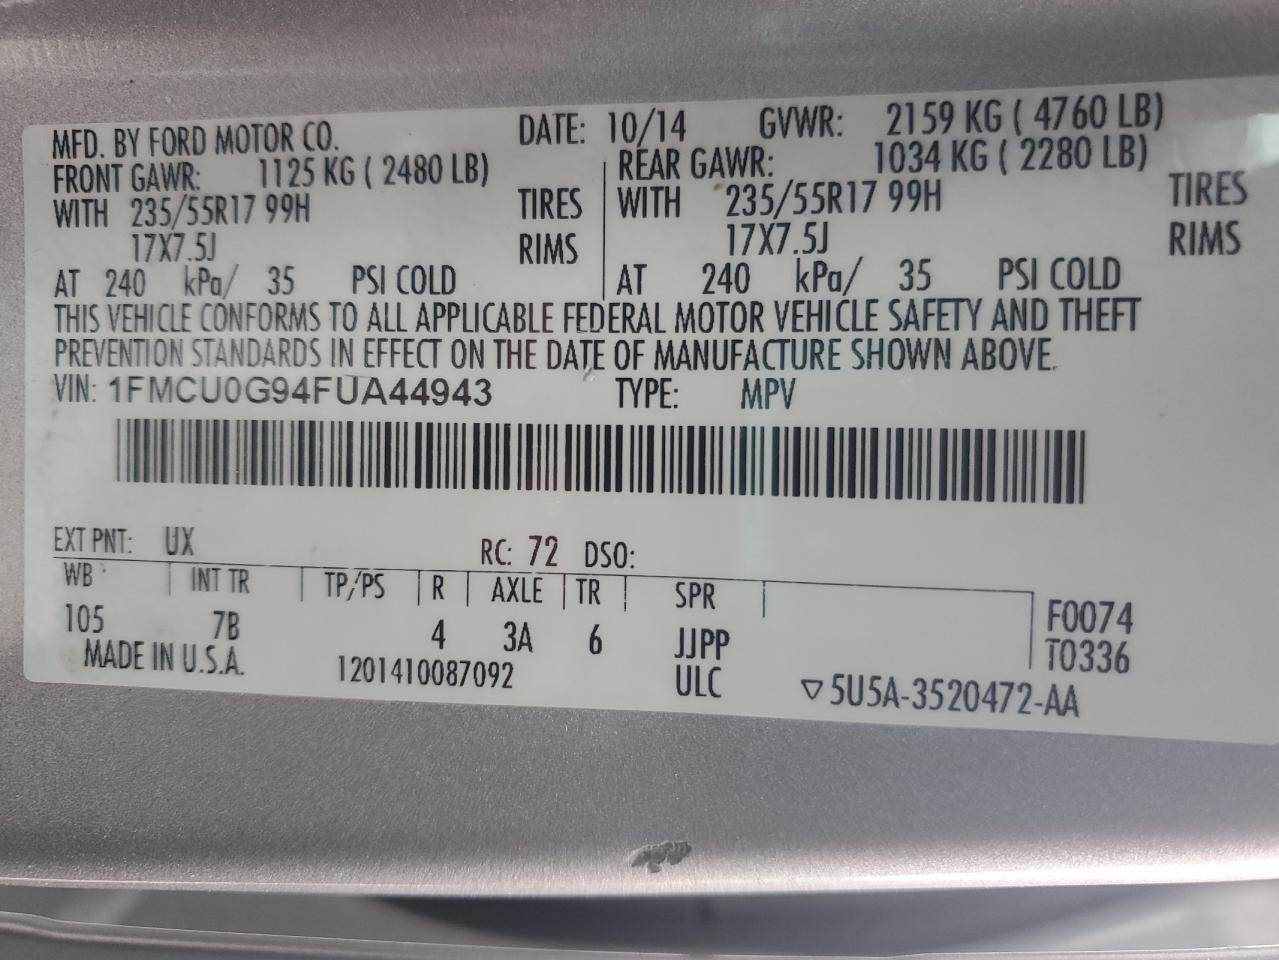 MFD. BY FORD MOTOR CO. DATE: 10/14 GVWR: 2159 KG ( 4760 LB)
FRONT GAWR: 1125 KG ( 2480 LB) REAR GAWR: 1034 KG ( 2280 LB)
WITH 235/55R17 99H TIRES WITH 235/55R17 99H TIRES
17X7.5J RIMS 17X7.5J RIMS
AT 240 kPa/ 35 PSI COLD AT 240 kPa/ 35 PSI COLD
THIS VEHICLE CONFORMS TO ALL APPLICABLE FEDERAL MOTOR VEHICLE SAFETY AND THEFT
PREVENTION STANDARDS IN EFFECT ON THE DATE OF MANUFACTURE SHOWN ABOVE.
VIN: 1FMCU0G94FUA44943 TYPE: MPV
EXT PNT: UX RC: 72 DSO:
WB INT TR TP/PS R AXLE TR SPR
105 7B 4 3A 6 JJPP F0074
MADE IN U.S.A. 1201410087092 ULC T0336
▽5U5A-3520472-AA